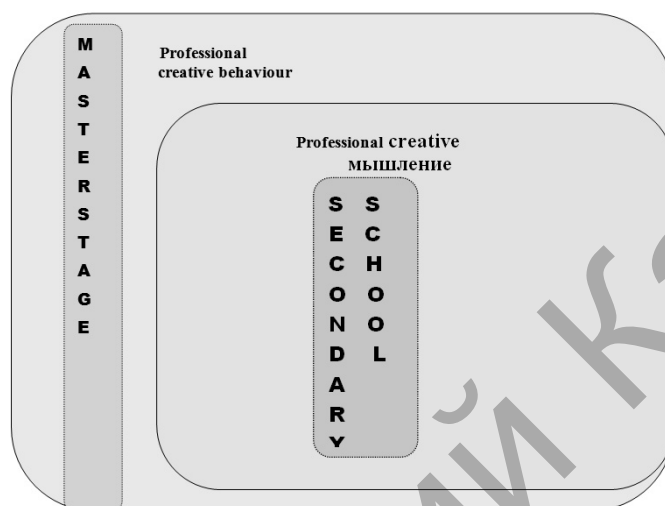 MASTERSTAGE
Professional
creative behaviour
Professional creative
мышление
SECONDARY
SCHOOL